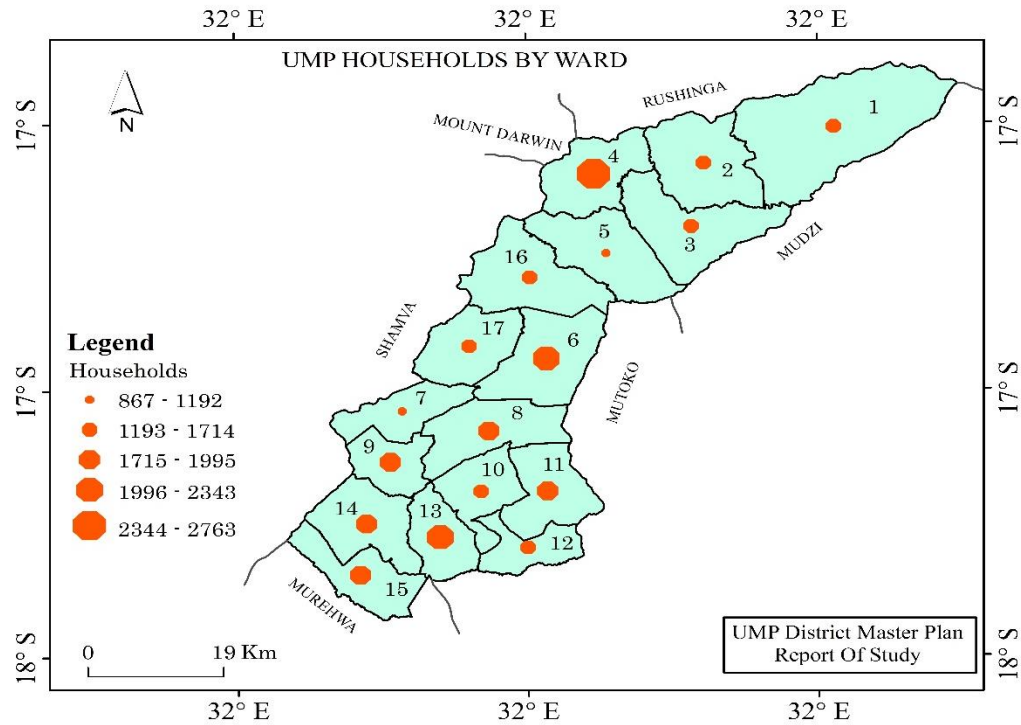 32° E 32° E 32° E
UMP HOUSEHOLDS BY WARD
RUSHINGA
MOUNT DARWIN
17° S
17° S
1
4
2
5
3
MUDZI
16
SHAMVA
17
6
MUTOKO
Legend
Households
867 - 1192
1193 - 1714
1715 - 1995
1996 - 2343
2344 - 2763
17° S
17° S
7
8
9
10
11
14
13
12
15
MUREHWA
18° S
18° S
0 19 Km
N
UMP District Master Plan
Report Of Study
32° E 32° E 32° E